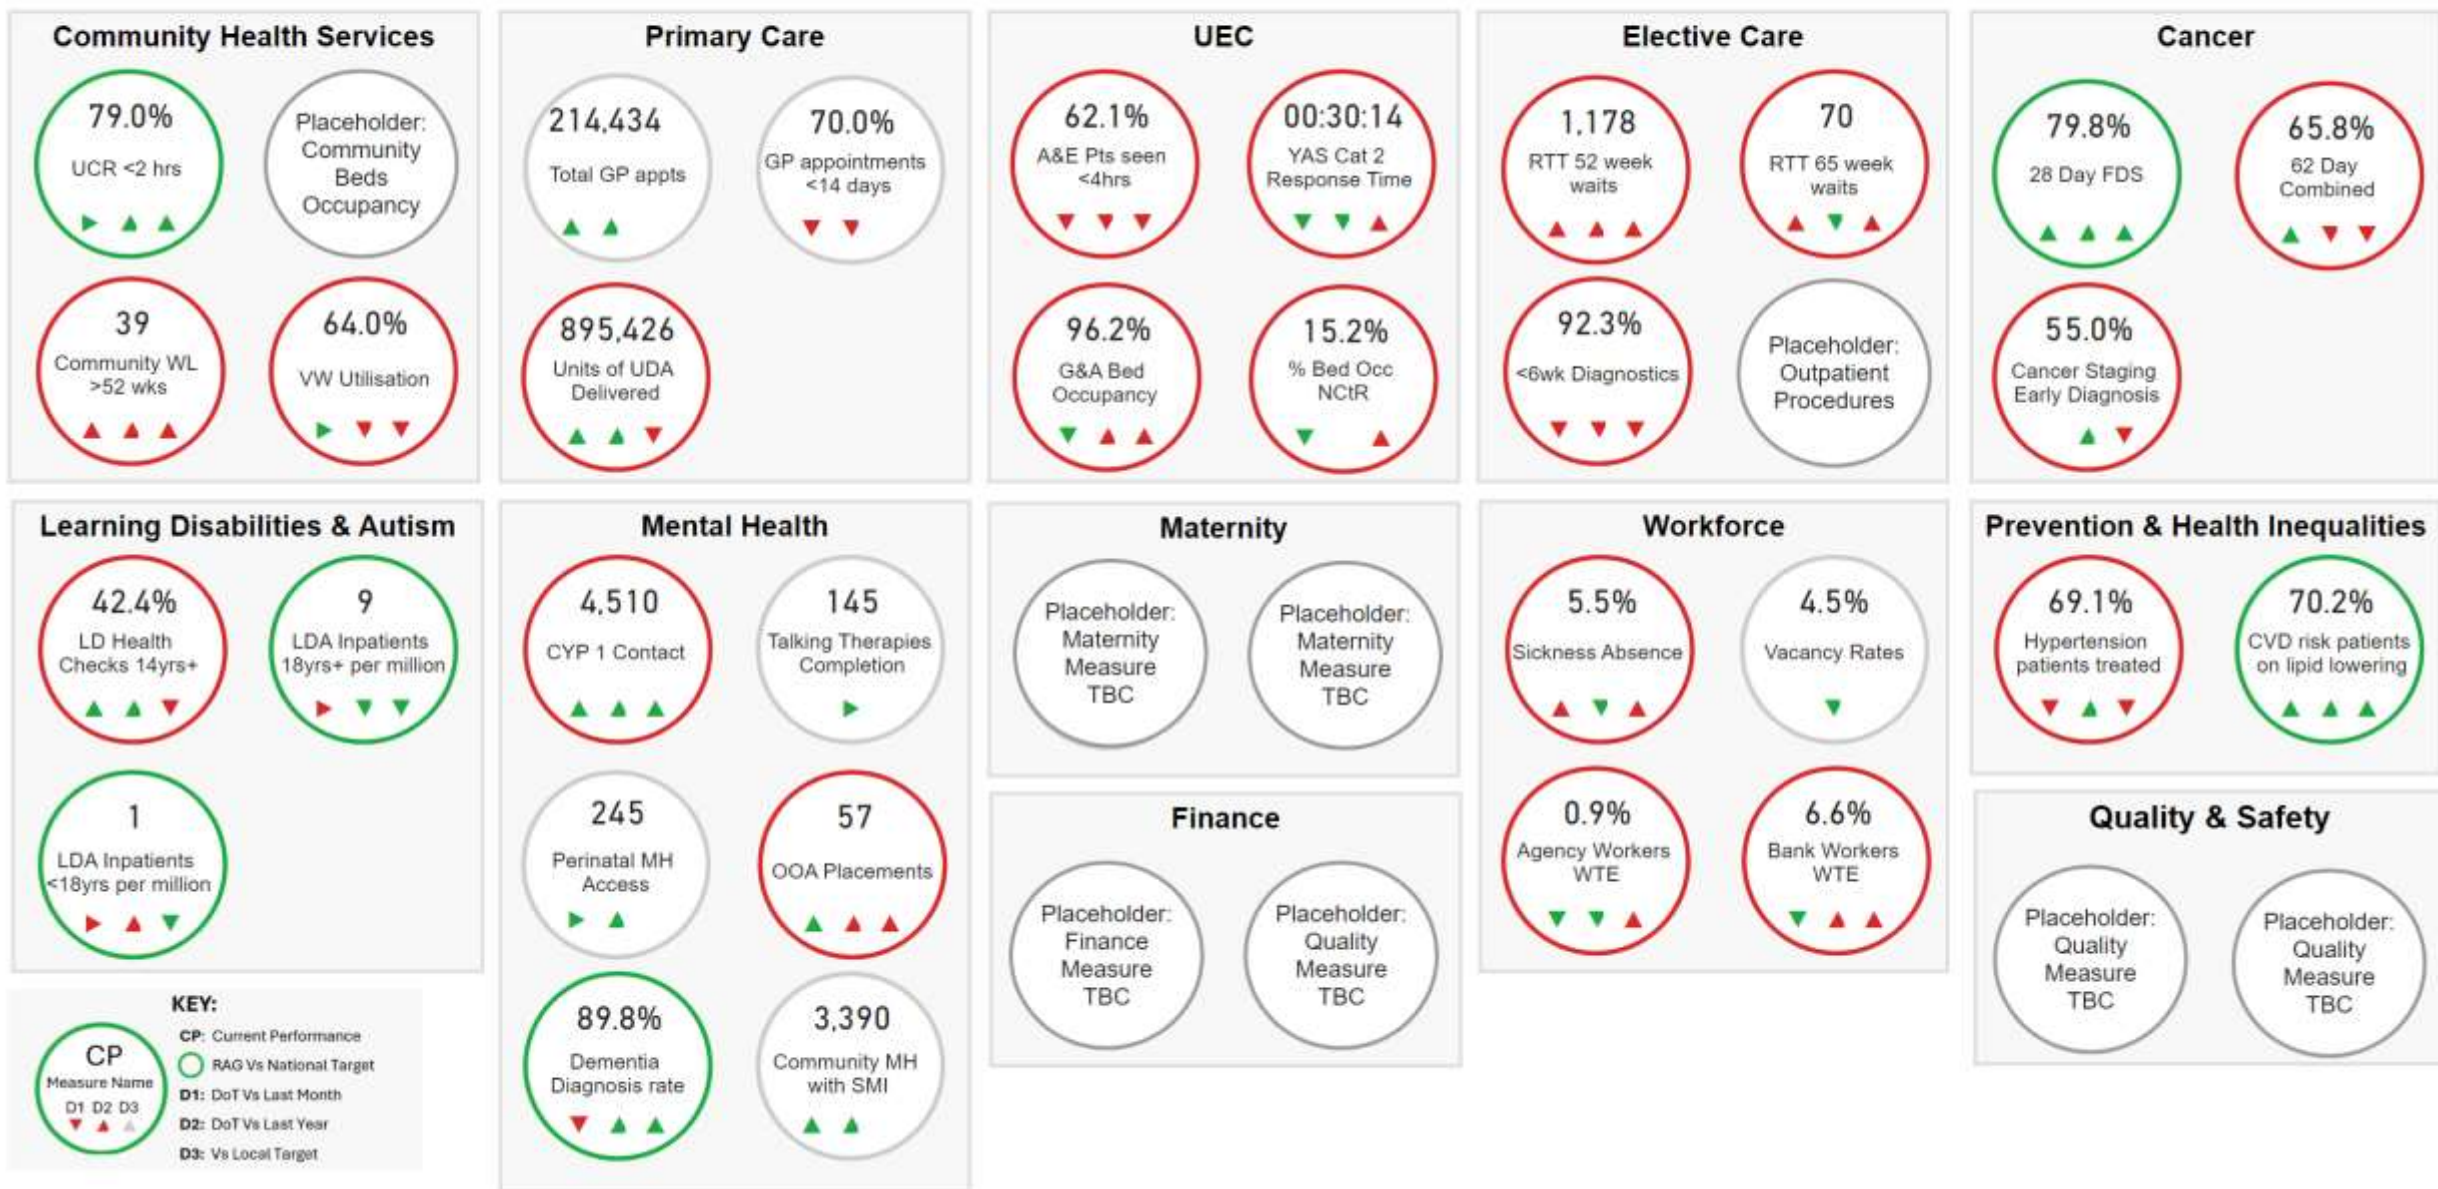 Community Health Services
79.0%
UCR <2 hrs
Placeholder:
Community
Beds
Occupancy
39
Community WL
>52 wks
64.0%
VW Utilisation
Primary Care
214,434
Total GP appts
70.0%
GP appointments
<14 days
895,426
Units of UDA
Delivered
UEC
62.1%
A&E Pts seen
<4hrs
00:30:14
YAS Cat 2
Response Time
96.2%
G&A Bed
Occupancy
15.2%
% Bed Occ
NCtR
Elective Care
1,178
RTT 52 week
waits
70
RTT 65 week
waits
92.3%
<6wk Diagnostics
Placeholder:
Outpatient
Procedures
Cancer
79.8%
28 Day FDS
65.8%
62 Day
Combined
55.0%
Cancer Staging
Early Diagnosis
Learning Disabilities & Autism
42.4%
LD Health
Checks 14yrs+
9
LDA Inpatients
18yrs+ per million
1
LDA Inpatients
<18yrs per million
Mental Health
4,510
CYP 1 Contact
145
Talking Therapies
Completion
245
Perinatal MH
Access
57
OOA Placements
89.8%
Dementia
Diagnosis rate
3,390
Community MH
with SMI
Maternity
Placeholder:
Maternity
Measure
TBC
Placeholder:
Maternity
Measure
TBC
Finance
Placeholder:
Finance
Measure
TBC
Placeholder:
Quality
Measure
TBC
Workforce
5.5%
Sickness Absence
4.5%
Vacancy Rates
0.9%
Agency Workers
WTE
6.6%
Bank Workers
WTE
Prevention & Health Inequalities
69.1%
Hypertension
patients treated
70.2%
CVD risk patients
on lipid lowering
Quality & Safety
Placeholder:
Quality
Measure
TBC
Placeholder:
Quality
Measure
TBC
KEY:
CP
Measure Name
D1 D2 D3
CP: Current Performance
RAG Vs National Target
D1: DoT Vs Last Month
D2: DoT Vs Last Year
D3: Vs Local Target